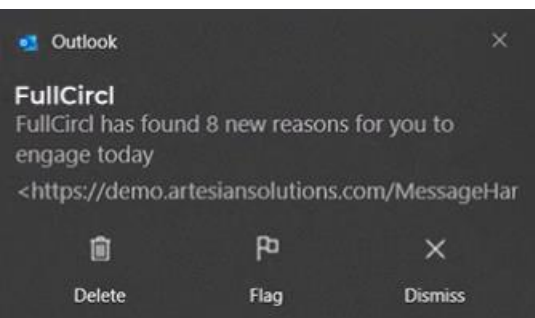 Outlook
FullCircl
FullCircl has found 8 new reasons for you to
engage today
<https://demo.artesiansolutions.com/MessageHar
Delete
Flag
Dismiss